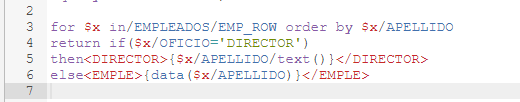 2
3 for $x in/EMPLEADOS/EMP_ROW order by $x/APELLIDO
4 return if($x/OFICIO='DIRECTOR')
5 then<DIRECTOR>{$x/APELLIDO/text()}</DIRECTOR>
6 else<EMPLE>{data($x/APELLIDO)}</EMPLE>
7